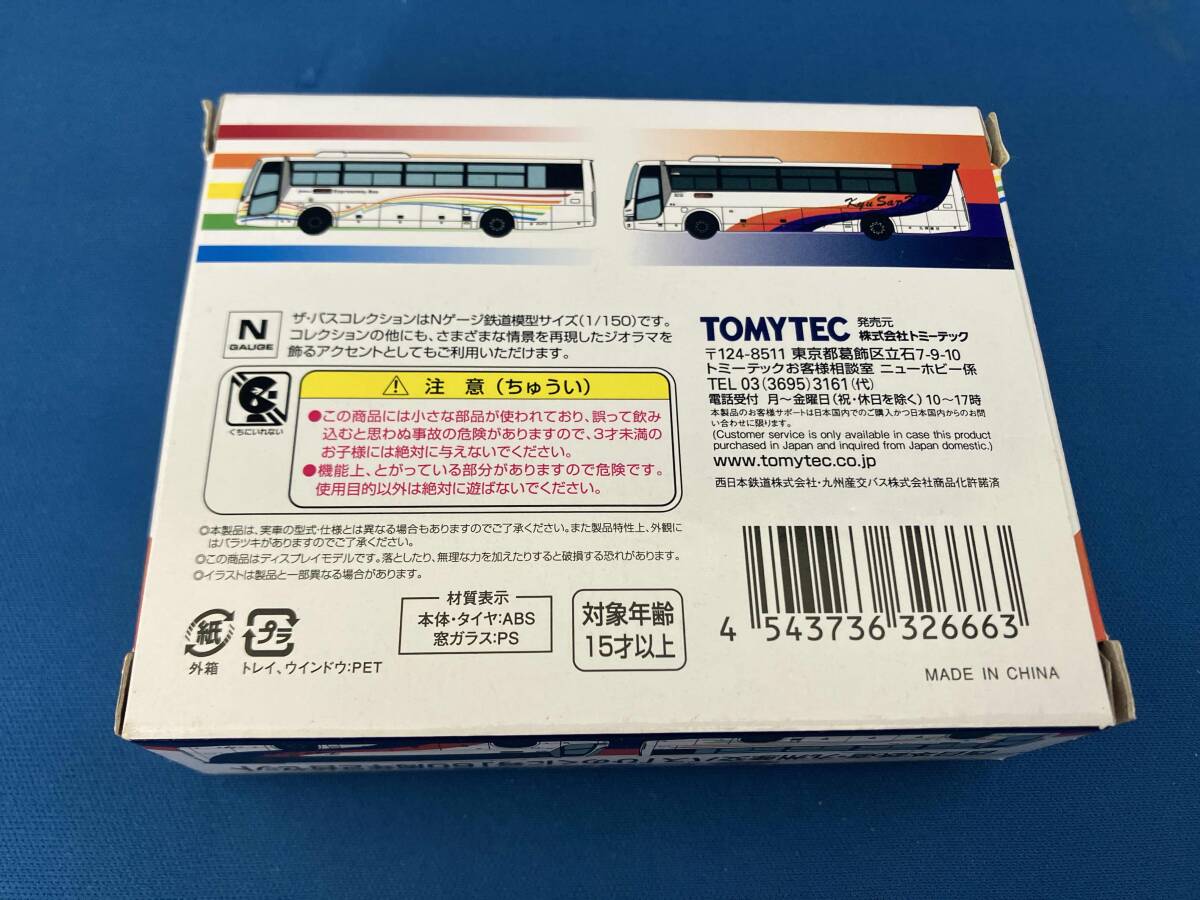 Kyu San
N
GAUGE
ザ・バスコレクションはNゲージ鉄道模型サイズ(1/150)です。
コレクションの他にも、さまざまな情景を再現したジオラマを
飾るアクセントとしてもご利用いただけます。
くちにいれない
注 意(ちゅうい)
●この商品には小さな部品が使われており、誤って飲み
込むと思わぬ事故の危険がありますので、3才未満の
お子様には絶対に与えないでください。
●機能上、とがっている部分がありますので危険です。
使用目的以外は絶対に遊ばないでください。
◎本製品は、実車の型式・仕様とは異なる場合もありますのでご了承ください。また製品特性上、外観に
はバラツキがありますのでご了承ください。
◎この商品はディスプレイモデルです。落としたり、無理な力を加えたりすると破損する恐れがあります。
◎イラストは製品と一部異なる場合があります。
紙
外箱
プラ
トレイ、ウインドウ:PET
材質表示
本体・タイヤ:ABS
窓ガラス:PS
対象年齢
15才以上
TOMYTEC 発売元
株式会社トミーテック
〒124-8511 東京都葛飾区立石7-9-10
トミーテックお客様相談室 ニューホビー係
TEL 03(3695)3161(代)
電話受付 月〜金曜日(祝・休日を除く)10〜17時
本製品のお客様サポートは日本国内でのご購入かつ日本国内からのお問
い合わせに限ります。
(Customer service is only available in case this product
purchased in Japan and inquired from Japan domestic.)
www.tomytec.co.jp
西日本鉄道株式会社・九州産交バス株式会社商品化許諾済
4 543736 326663
MADE IN CHINA